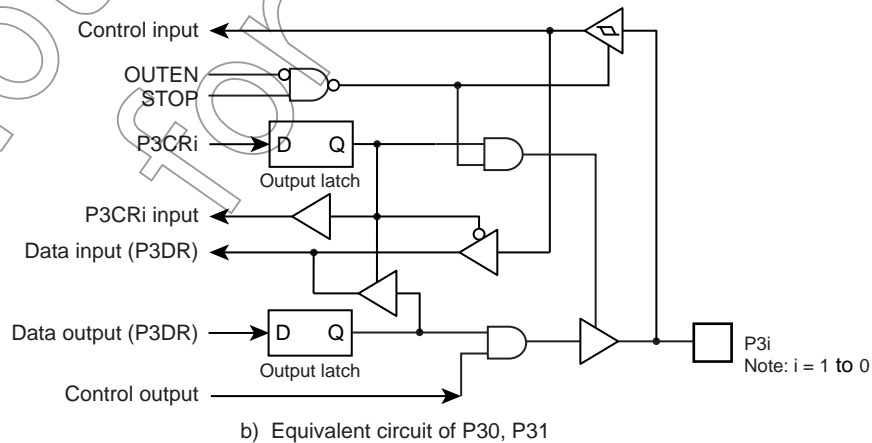 Control input
OUTEN
STOP
P3CRi
D Q
Output latch
P3CRi input
Data input (P3DR)
Data output (P3DR)
D Q
Output latch
P3i
Note: i = 1 to 0
Control output
b) Equivalent circuit of P30, P31
for